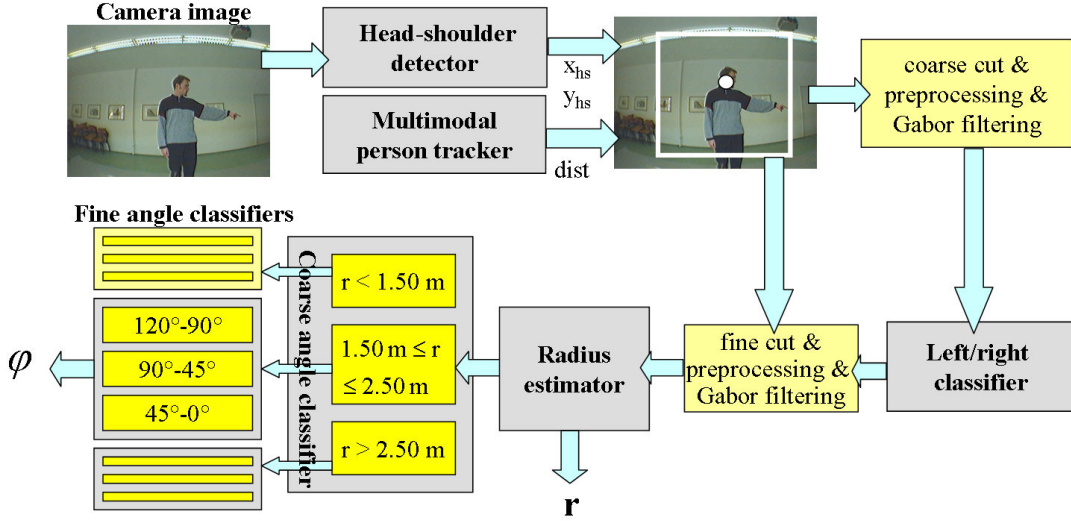 Camera image
Head-shoulder
detector
x_hs
y_hs
Multimodal
person tracker
dist
coarse cut &
preprocessing &
Gabor filtering
Fine angle classifiers
Coarse angle classifier
r < 1.50 m
1.50 m ≤ r
≤ 2.50 m
r > 2.50 m
120°-90°
90°-45°
45°-0°
φ
Radius
estimator
r
fine cut &
preprocessing &
Gabor filtering
Left/right
classifier